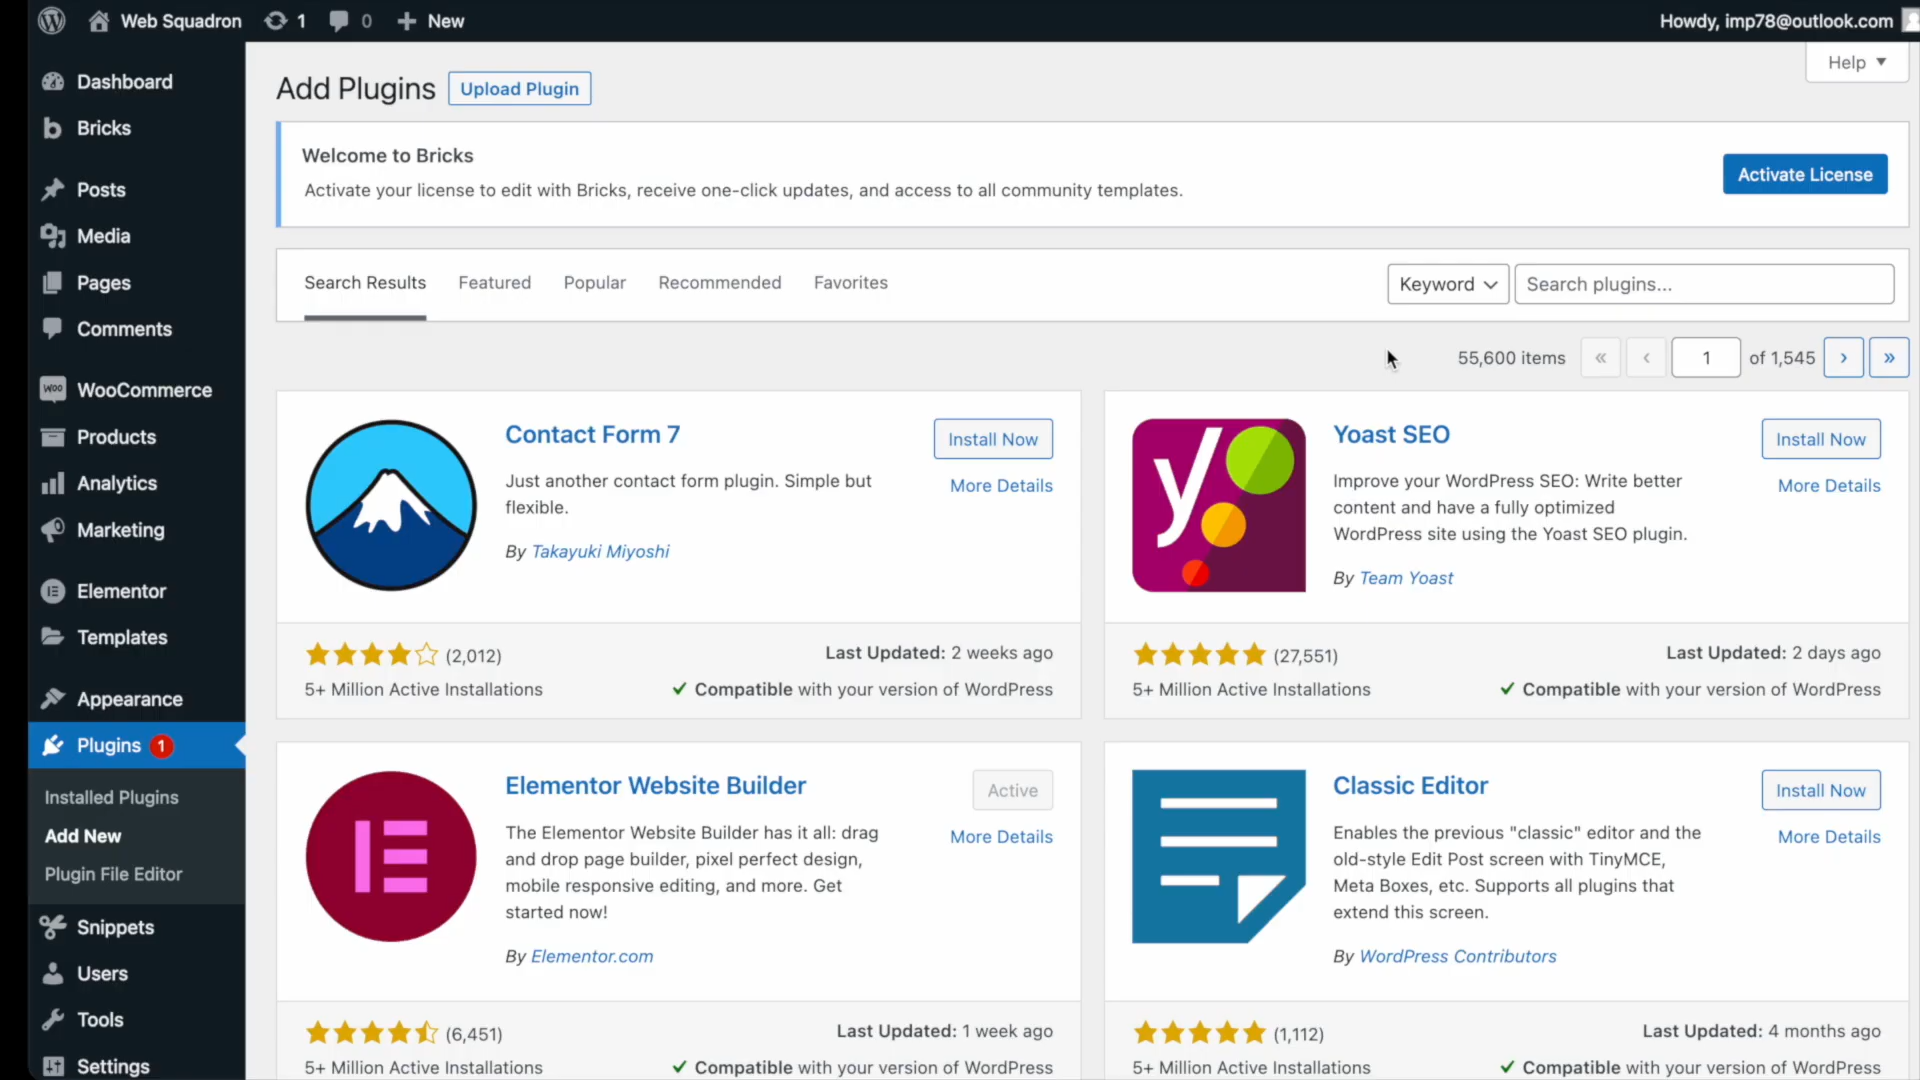 Web Squadron
1
0
New
Howdy, imp78@outlook.com
Dashboard
Bricks
Posts
Media
Pages
Comments
WooCommerce
Products
Analytics
Marketing
Elementor
Templates
Appearance
Plugins 1
Installed Plugins
Add New
Plugin File Editor
Snippets
Users
Tools
Settings
Help
Add Plugins
Upload Plugin
Welcome to Bricks
Activate your license to edit with Bricks, receive one-click updates, and access to all community templates.
Activate License
Search Results
Featured
Popular
Recommended
Favorites
Keyword
Search plugins...
55,600 items
«
‹
1
of 1,545
›
»
Contact Form 7
Install Now
More Details
Just another contact form plugin. Simple but
flexible.
By Takayuki Miyoshi
(2,012)
Last Updated: 2 weeks ago
5+ Million Active Installations
Compatible with your version of WordPress
Yoast SEO
Install Now
More Details
Improve your WordPress SEO: Write better
content and have a fully optimized
WordPress site using the Yoast SEO plugin.
By Team Yoast
(27,551)
Last Updated: 2 days ago
5+ Million Active Installations
Compatible with your version of WordPress
Elementor Website Builder
Active
More Details
The Elementor Website Builder has it all: drag
and drop page builder, pixel perfect design,
mobile responsive editing, and more. Get
started now!
By Elementor.com
(6,451)
Last Updated: 1 week ago
5+ Million Active Installations
Compatible with your version of WordPress
Classic Editor
Install Now
More Details
Enables the previous "classic" editor and the
old-style Edit Post screen with TinyMCE,
Meta Boxes, etc. Supports all plugins that
extend this screen.
By WordPress Contributors
(1,112)
Last Updated: 4 months ago
5+ Million Active Installations
Compatible with your version of WordPress